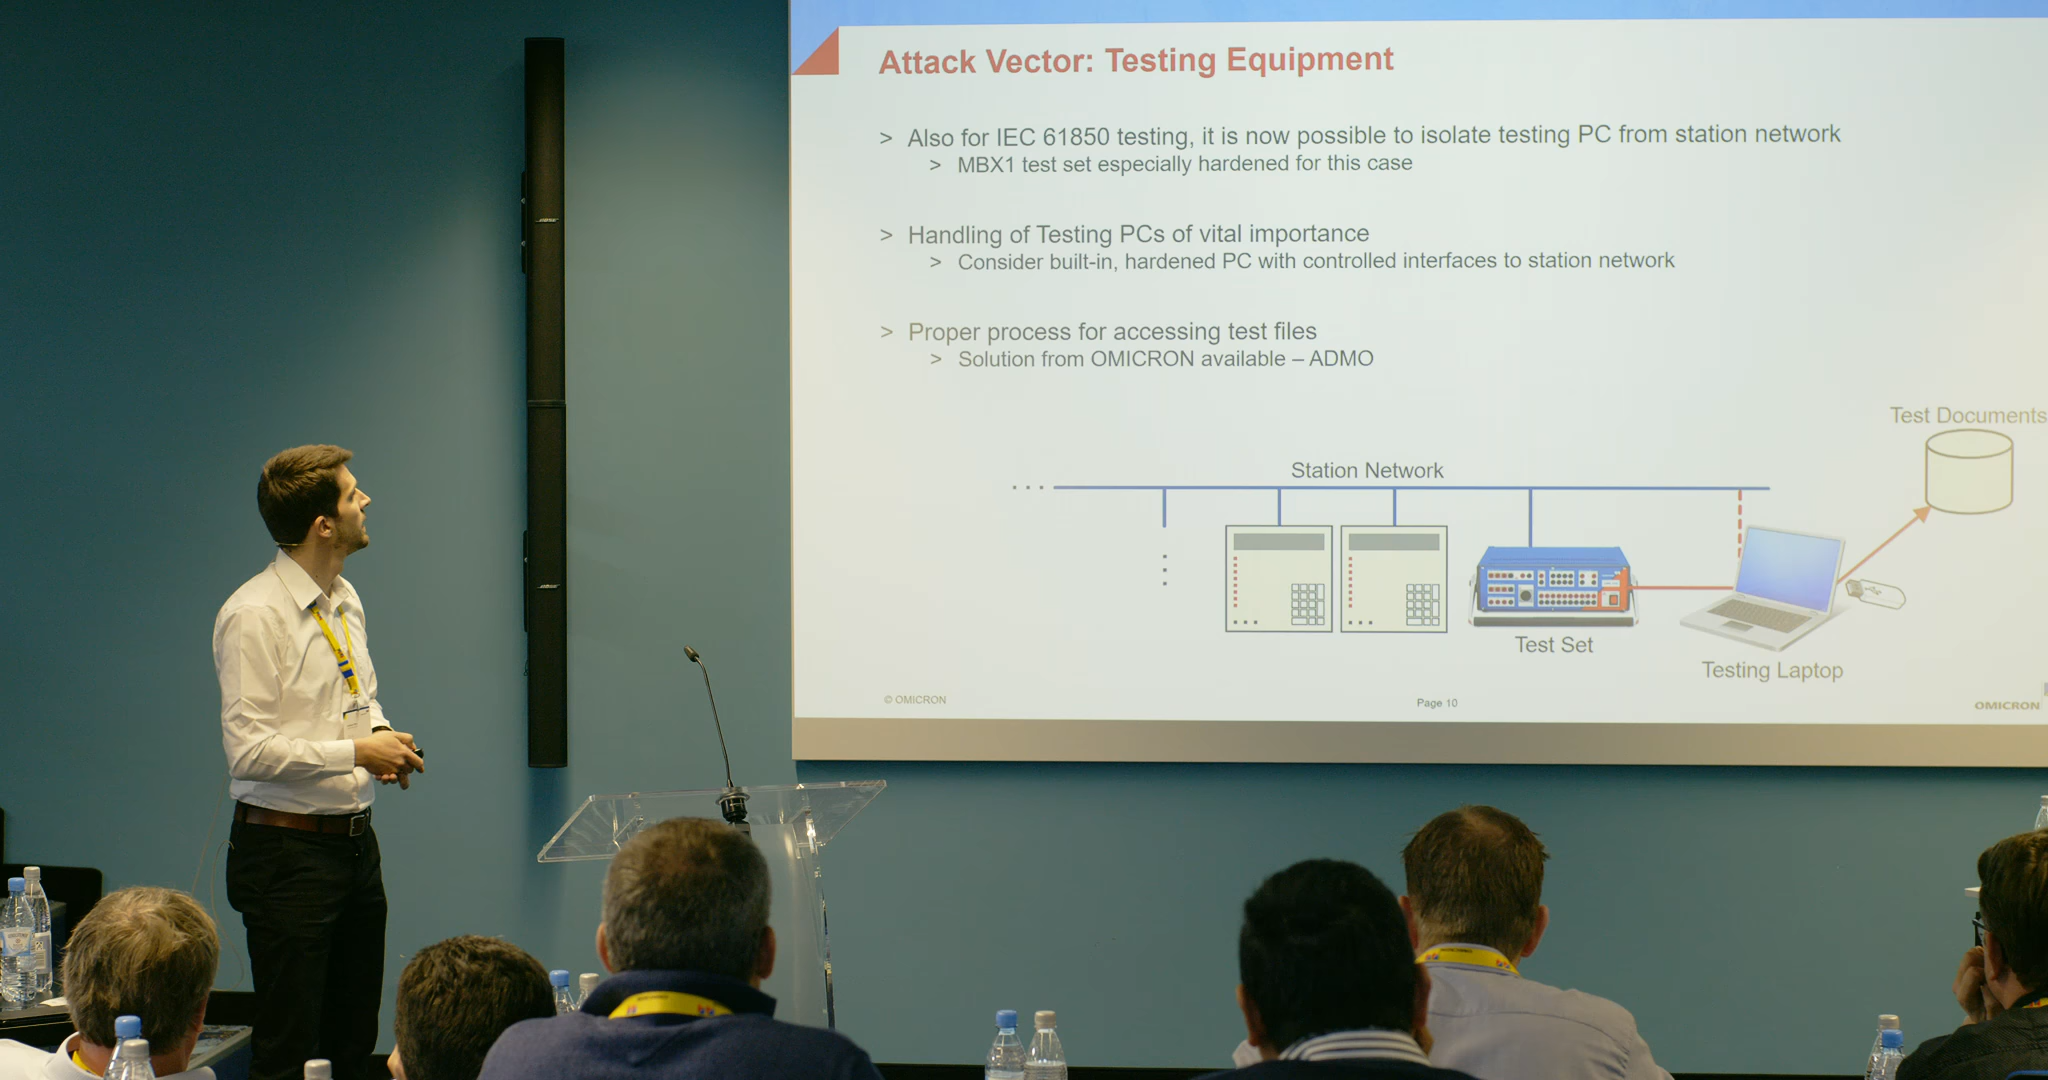 Attack Vector: Testing Equipment
> Also for IEC 61850 testing, it is now possible to isolate testing PC from station network
> MBX1 test set especially hardened for this case
> Handling of Testing PCs of vital importance
> Consider built-in, hardened PC with controlled interfaces to station network
> Proper process for accessing test files
> Solution from OMICRON available – ADMO
Test Documents
Station Network
Test Set
Testing Laptop
© OMICRON
Page 10
OMICRON